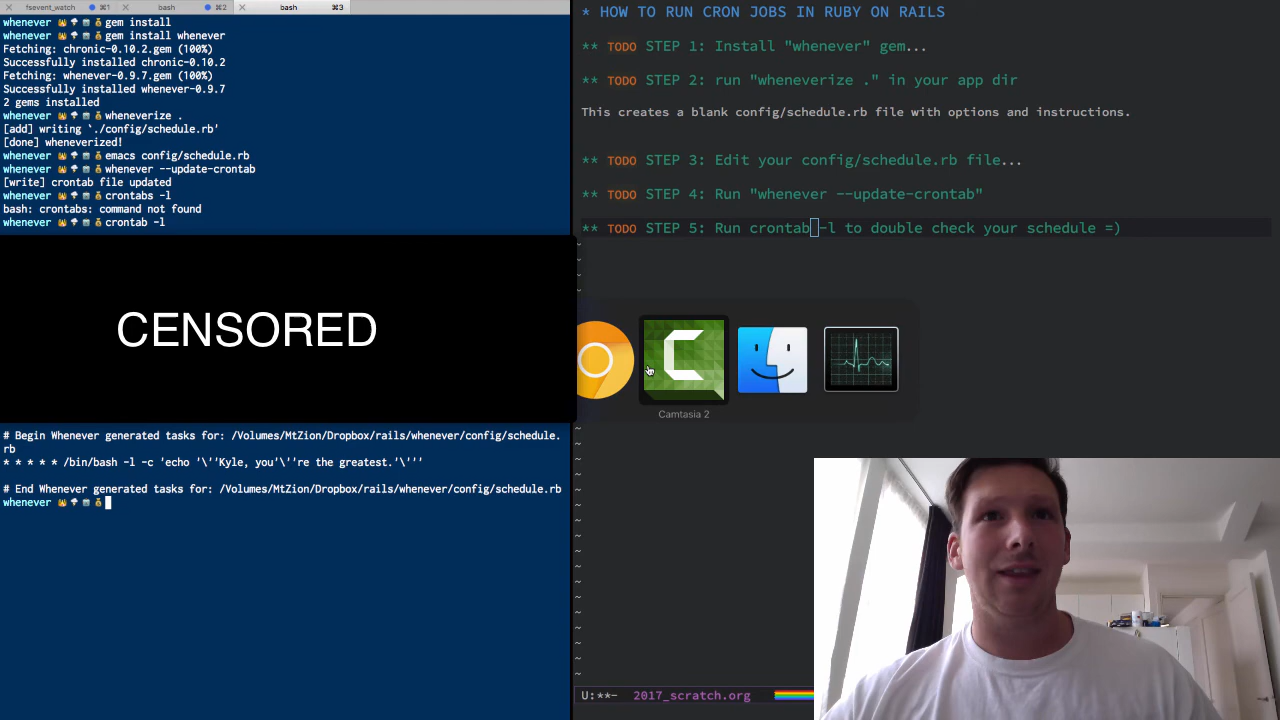 fsevent_watch ⌘1 bash ⌘2 bash ⌘3
whenever gem install
whenever gem install whenever
Fetching: chronic-0.10.2.gem (100%)
Successfully installed chronic-0.10.2
Fetching: whenever-0.9.7.gem (100%)
Successfully installed whenever-0.9.7
2 gems installed
whenever wheneverize .
[add] writing `./config/schedule.rb'
[done] wheneverized!
whenever emacs config/schedule.rb
whenever whenever --update-crontab
[write] crontab file updated
whenever crontabs -l
bash: crontabs: command not found
whenever crontab -l
CENSORED
# Begin Whenever generated tasks for: /Volumes/MtZion/Dropbox/rails/whenever/config/schedule.
rb
* * * * * /bin/bash -l -c 'echo '\''Kyle, you'\''re the greatest.'\'''
# End Whenever generated tasks for: /Volumes/MtZion/Dropbox/rails/whenever/config/schedule.rb
whenever
* HOW TO RUN CRON JOBS IN RUBY ON RAILS
** TODO STEP 1: Install "whenever" gem...
** TODO STEP 2: run "wheneverize ." in your app dir
This creates a blank config/schedule.rb file with options and instructions.
** TODO STEP 3: Edit your config/schedule.rb file...
** TODO STEP 4: Run "whenever --update-crontab"
** TODO STEP 5: Run crontab -l to double check your schedule =)
Camtasia 2
U:**- 2017_scratch.org